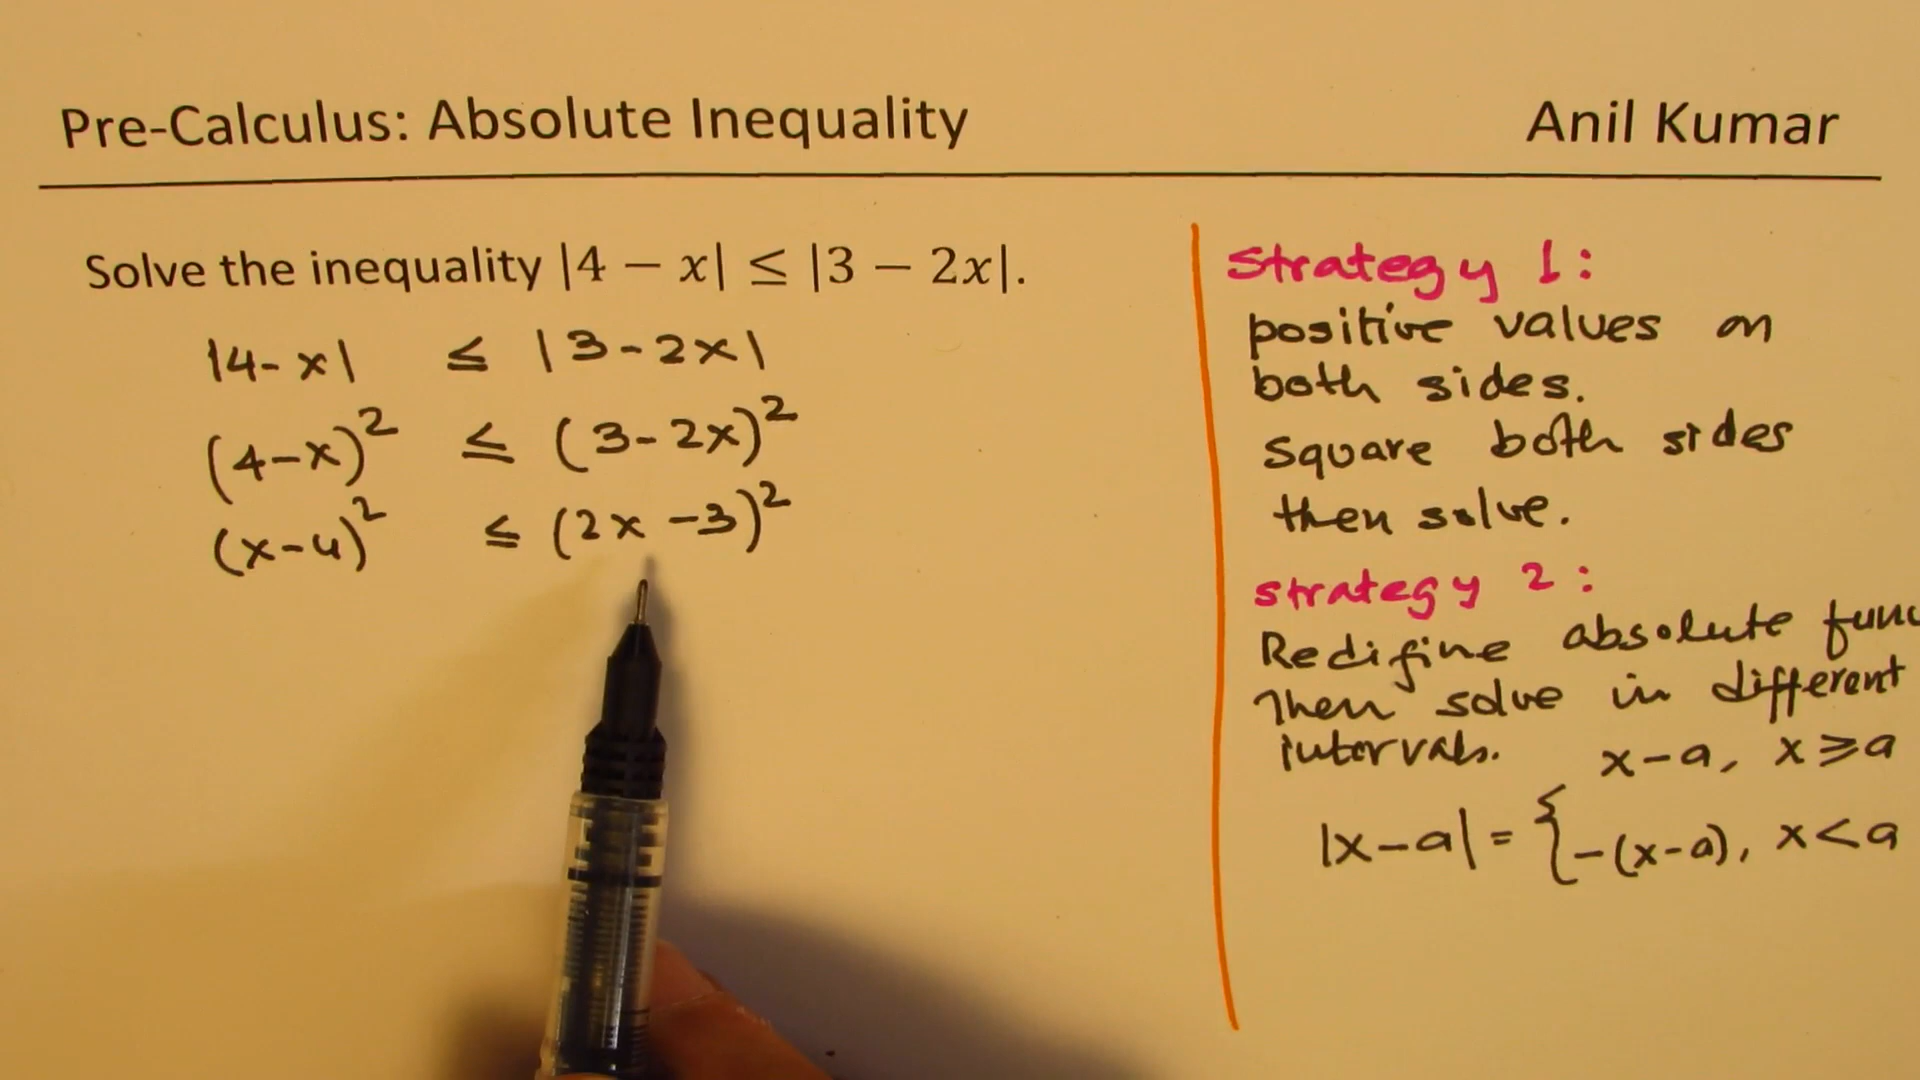 Pre-Calculus: Absolute Inequality Anil Kumar
Solve the inequality |4 − x| ≤ |3 − 2x|.
|4-x| ≤ |3-2x|
(4-x)² ≤ (3-2x)²
(x-4)² ≤ (2x-3)²
Strategy 1:
positive values on
both sides.
Square both sides
then solve.
strategy 2:
Redifine absolute func
Then solve in different
intervals.
x-a, x≥a
|x-a| = { -(x-a), x<a